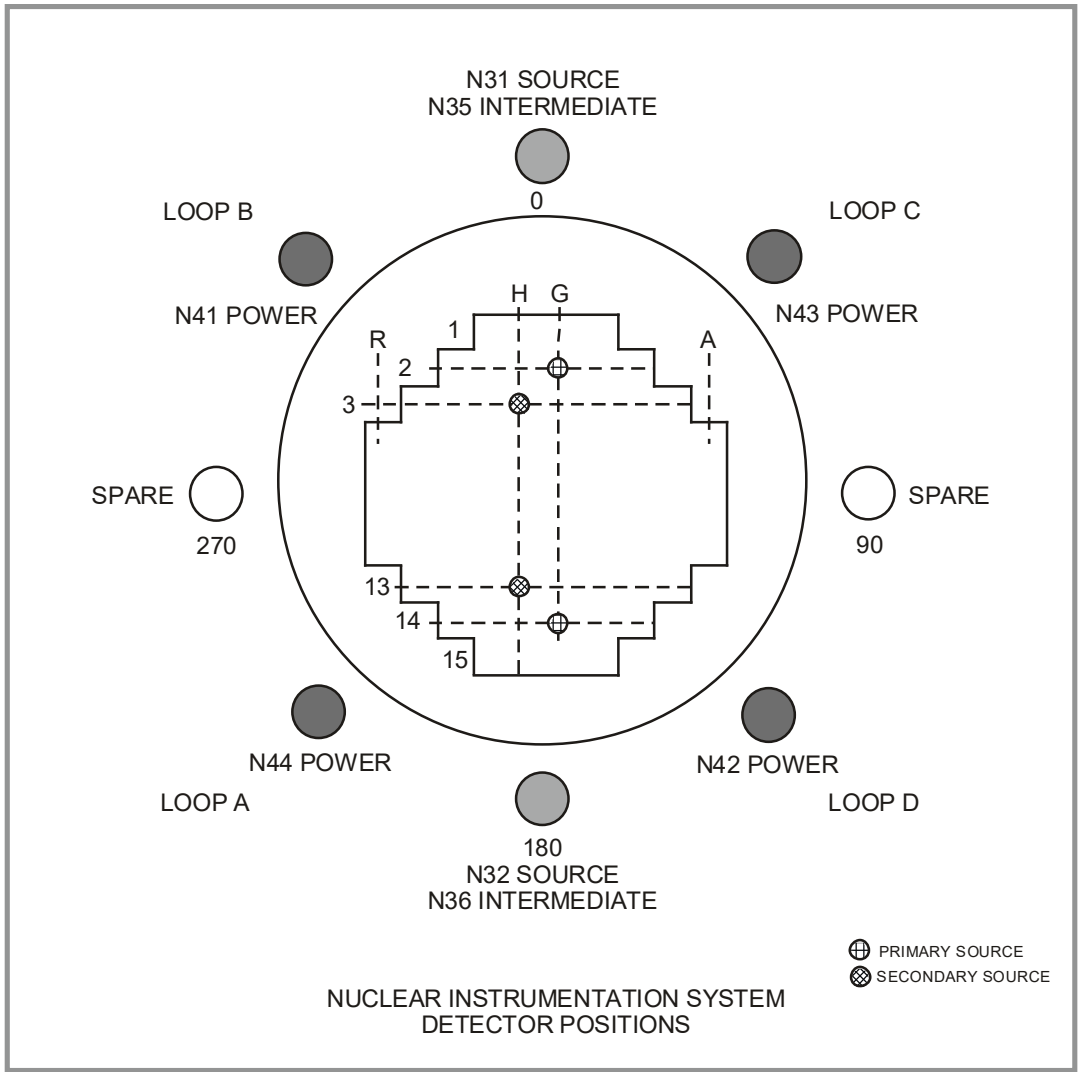 N31 SOURCE
N35 INTERMEDIATE
0
LOOP B
LOOP C
N41 POWER
N43 POWER
H G
R
A
1
2
3
SPARE
SPARE
270
90
13
14
15
N44 POWER
N42 POWER
LOOP A
LOOP D
180
N32 SOURCE
N36 INTERMEDIATE
PRIMARY SOURCE
SECONDARY SOURCE
NUCLEAR INSTRUMENTATION SYSTEM
DETECTOR POSITIONS